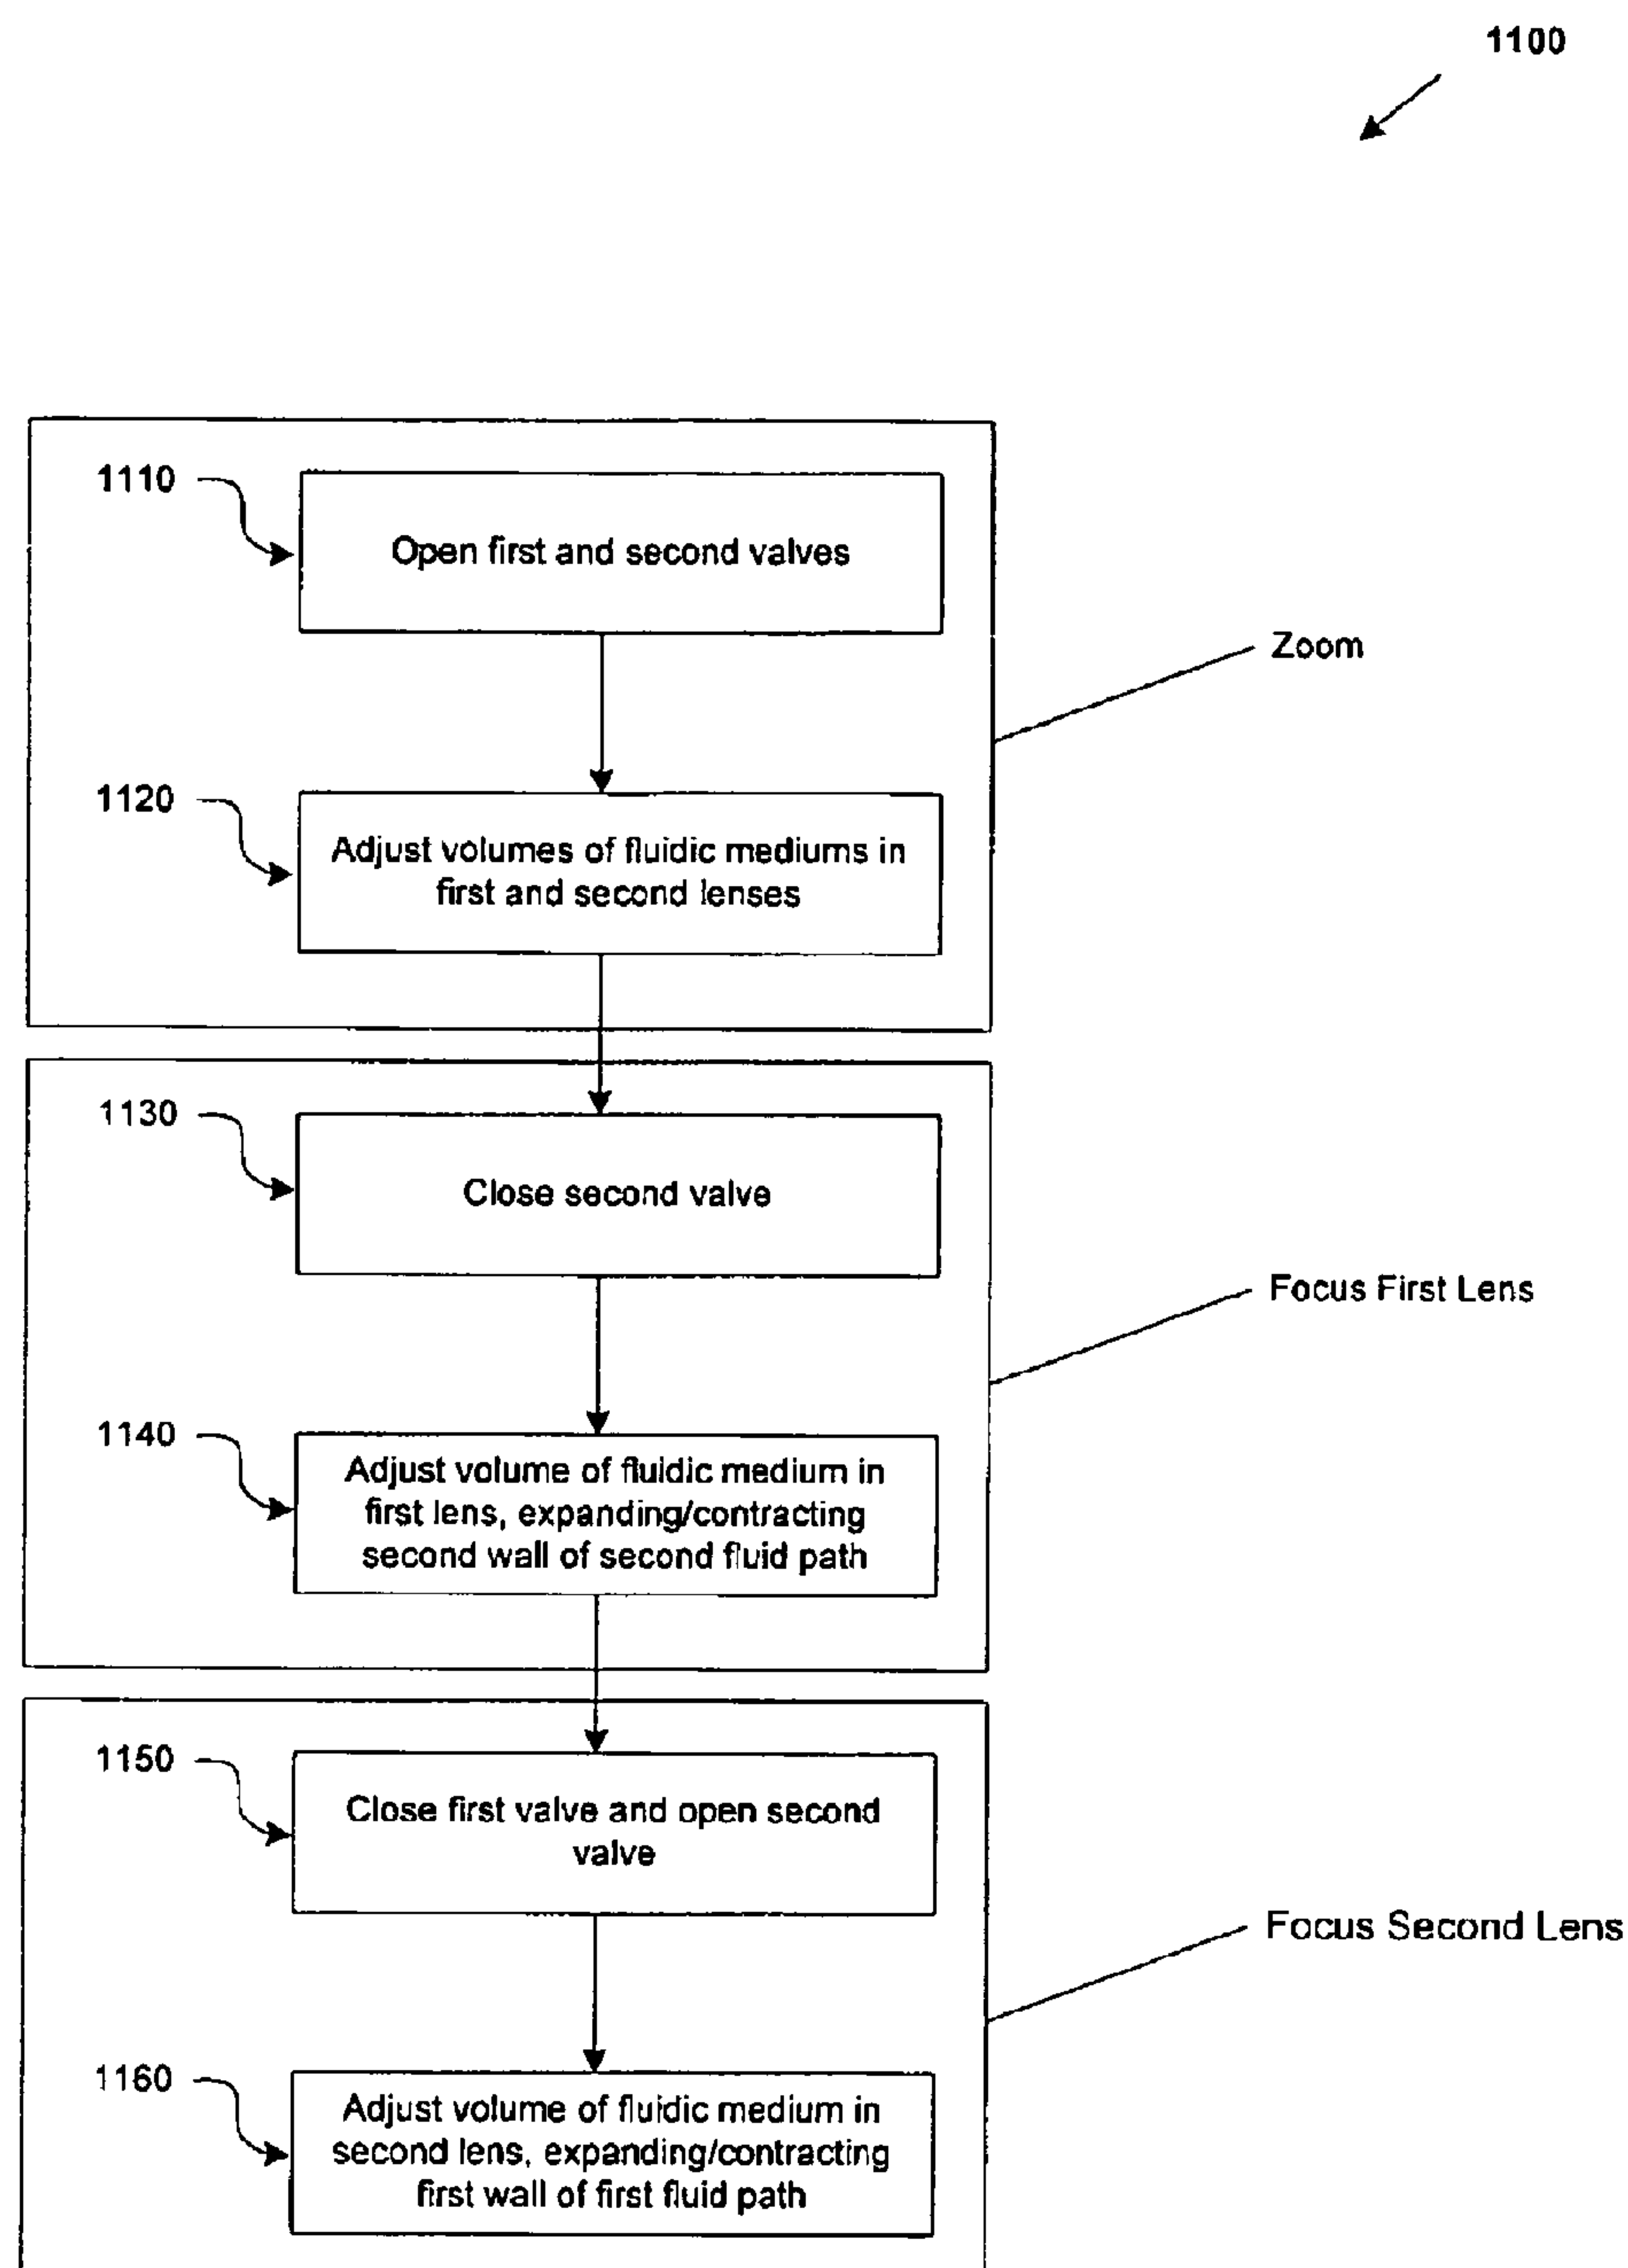 1100
1110
Open first and second valves
Zoom
1120
Adjust volumes of fluidic mediums in
first and second lenses
1130
Close second valve
Focus First Lens
1140
Adjust volume of fluidic medium in
first lens, expanding/contracting
second wall of second fluid path
1150
Close first valve and open second
valve
Focus Second Lens
1160
Adjust volume of fluidic medium in
second lens, expanding/contracting
first wall of first fluid path